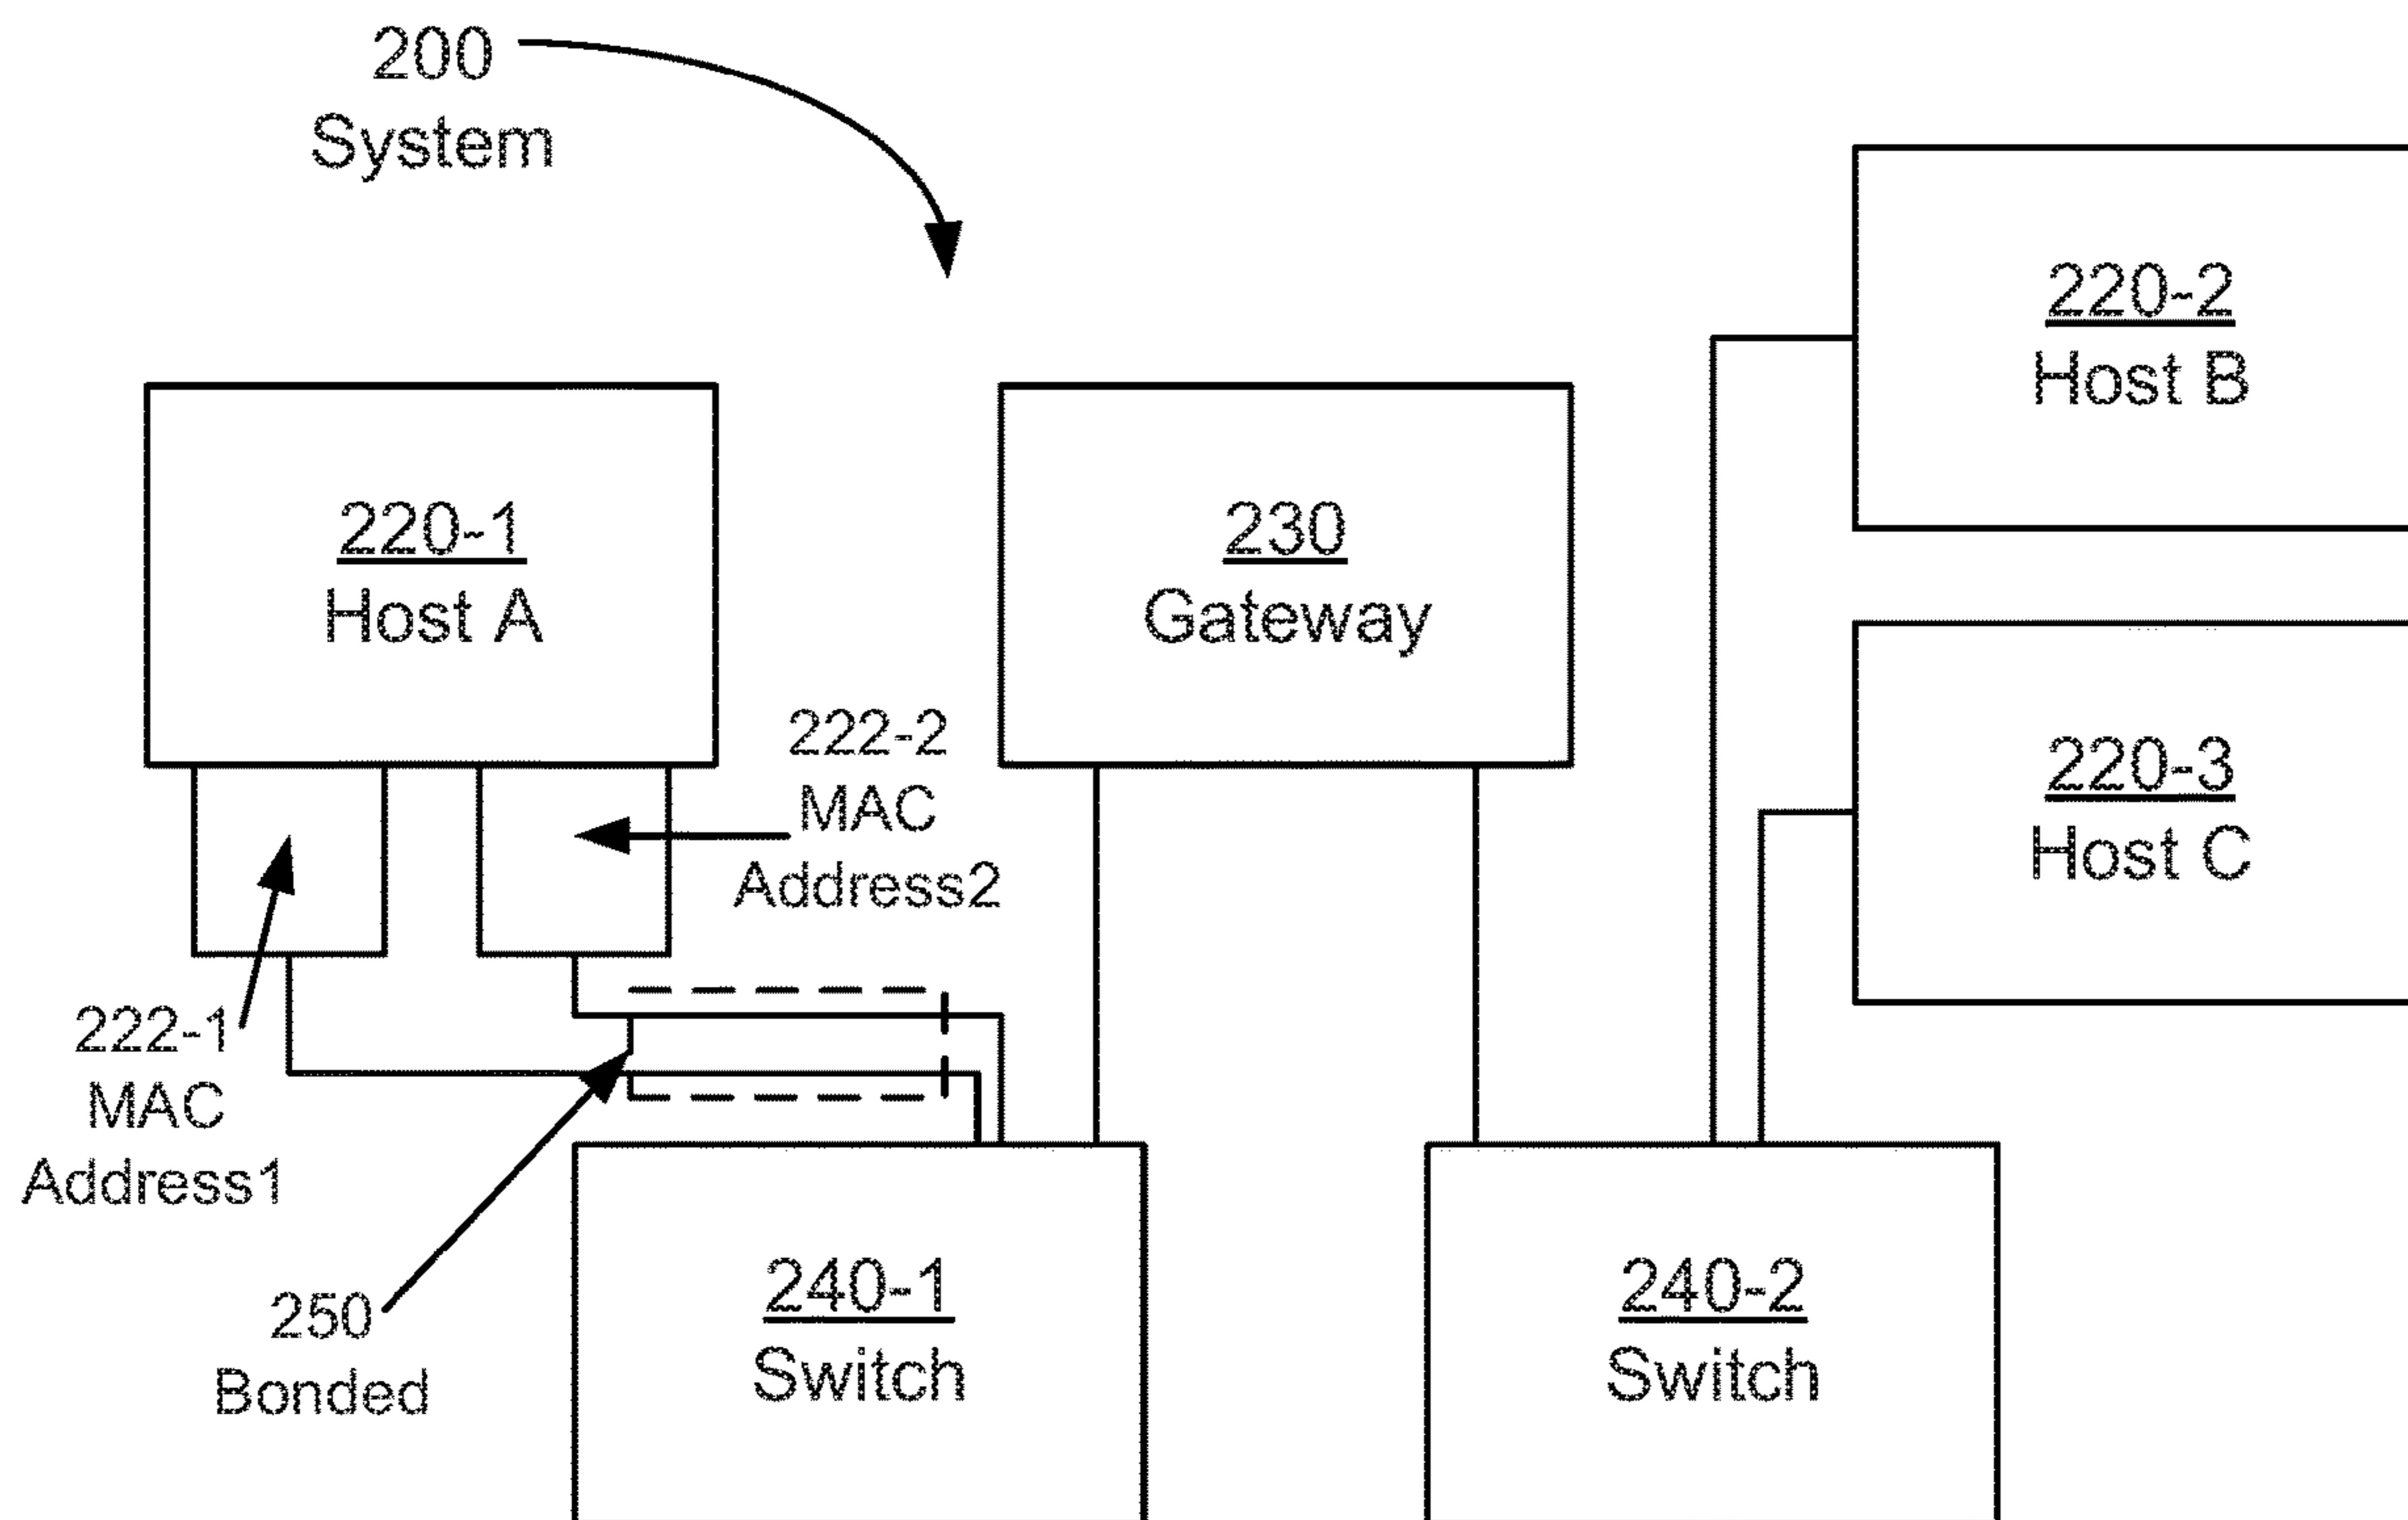 200
System
220-2
Host B
220-1
Host A
230
Gateway
222-2
MAC
Address2
220-3
Host C
222-1
MAC
Address1
240-1
Switch
240-2
Switch
250
Bonded